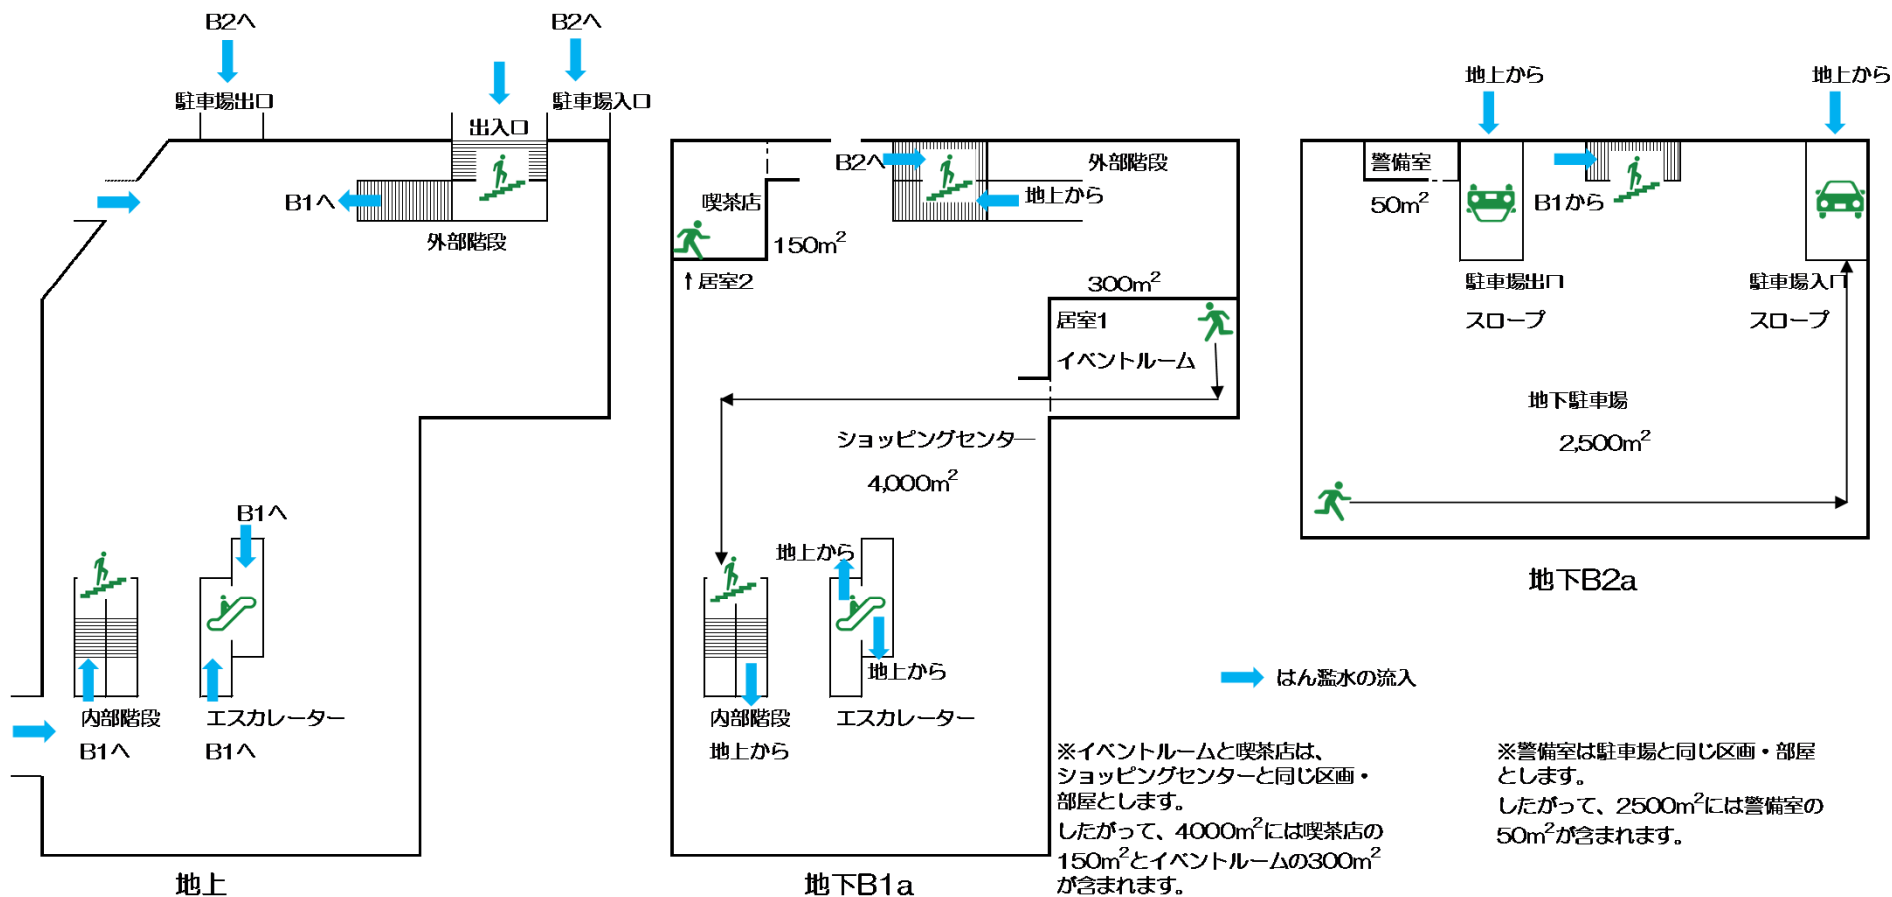 B2へ
B2へ
駐車場出口
駐車場入口
出入口
B1へ
外部階段
B1へ
内部階段
エスカレーター
B1へ
B1へ
地上
B2へ
外部階段
地上から
喫茶店
150m²
↑居室2
300m²
居室1
イベントルーム
ショッピングセンター
4,000m²
地上から
地上から
内部階段
エスカレーター
地上から
地下B1a
※イベントルームと喫茶店は、
ショッピングセンターと同じ区画・
部屋とします。
したがって、4000m²には喫茶店の
150m²とイベントルームの300m²
が含まれます。
地上から
地上から
警備室
50m²
B1から
駐車場出口
スロープ
駐車場入口
スロープ
地下駐車場
2,500m²
地下B2a
はん濫水の流入
※警備室は駐車場と同じ区画・部屋
とします。
したがって、2500m²には警備室の
50m²が含まれます。